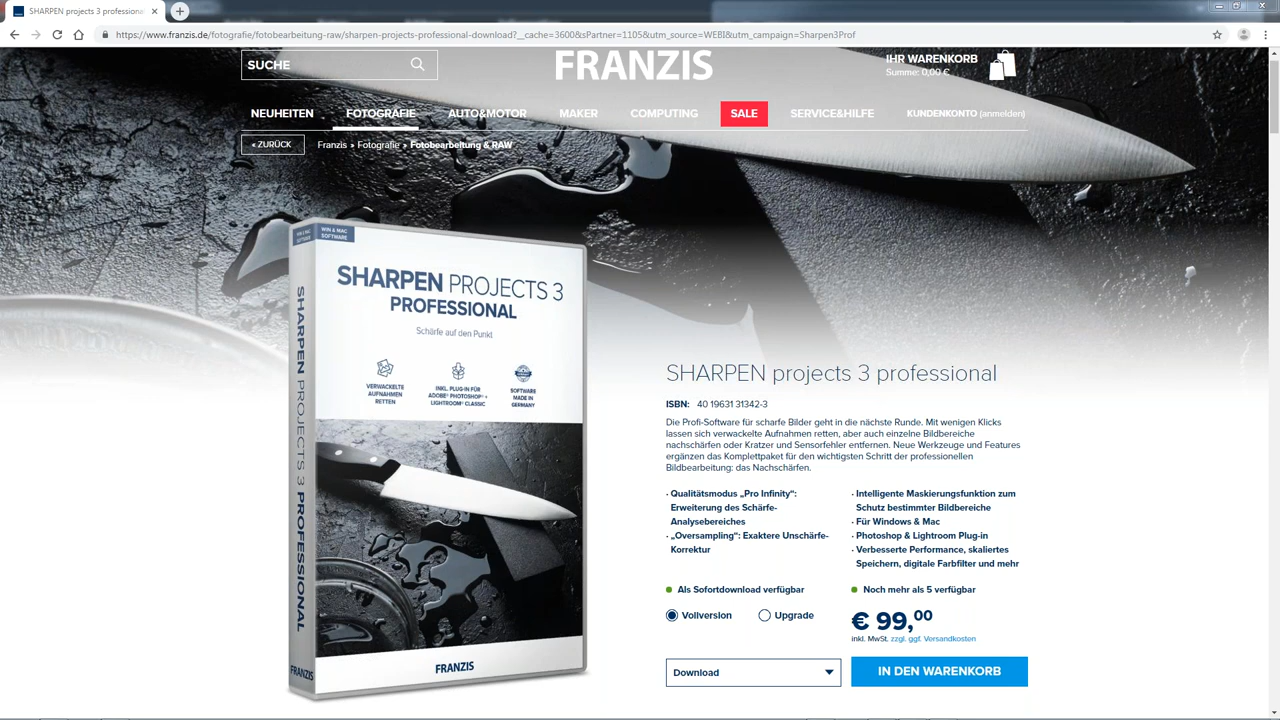 SHARPEN projects 3 professional
https://www.franzis.de/fotografie/fotobearbeitung-raw/sharpen-projects-professional-download?__cache=3600&sPartner=1105&utm_source=WEBI&utm_campaign=Sharpen3Prof
SUCHE
FRANZIS
IHR WARENKORB
Summe: 0,00 €
NEUHEITEN FOTOGRAFIE AUTO&MOTOR MAKER COMPUTING SALE SERVICE&HILFE KUNDENKONTO (anmelden)
« ZURÜCK Franzis » Fotografie » Fotobearbeitung & RAW
WIN & MAC
SOFTWARE
WIN & MAC
SOFTWARE
SHARPEN PROJECTS 3
PROFESSIONAL
Schärfe auf den Punkt
VERWACKELTE
AUFNAHMEN
RETTEN
INKL. PLUG-IN FÜR
ADOBE® PHOTOSHOP® +
LIGHTROOM® CLASSIC
SOFTWARE
MADE IN
GERMANY
SHARPEN PROJECTS 3 PROFESSIONAL
FRANZIS
FRANZIS
SHARPEN projects 3 professional
ISBN: 40 19631 31342-3
Die Profi-Software für scharfe Bilder geht in die nächste Runde. Mit wenigen Klicks
lassen sich verwackelte Aufnahmen retten, aber auch einzelne Bildbereiche
nachschärfen oder Kratzer und Sensorfehler entfernen. Neue Werkzeuge und Features
ergänzen das Komplettpaket für den wichtigsten Schritt der professionellen
Bildbearbeitung: das Nachschärfen.
· Qualitätsmodus „Pro Infinity“:
Erweiterung des Schärfe-
Analysebereiches
· „Oversampling“: Exaktere Unschärfe-
Korrektur
· Intelligente Maskierungsfunktion zum
Schutz bestimmter Bildbereiche
· Für Windows & Mac
· Photoshop & Lightroom Plug-in
· Verbesserte Performance, skaliertes
Speichern, digitale Farbfilter und mehr
Als Sofortdownload verfügbar
Noch mehr als 5 verfügbar
Vollversion Upgrade
€ 99,00
inkl. MwSt. zzgl. ggf. Versandkosten
Download
IN DEN WARENKORB